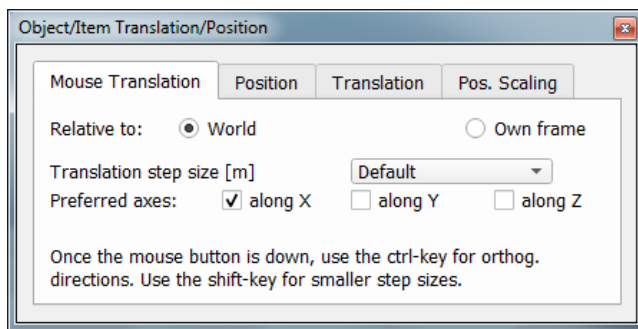 Object/Item Translation/Position
Mouse Translation Position Translation Pos. Scaling
Relative to: World Own frame
Translation step size [m] Default
Preferred axes: along X along Y along Z
Once the mouse button is down, use the ctrl-key for orthog.
directions. Use the shift-key for smaller step sizes.